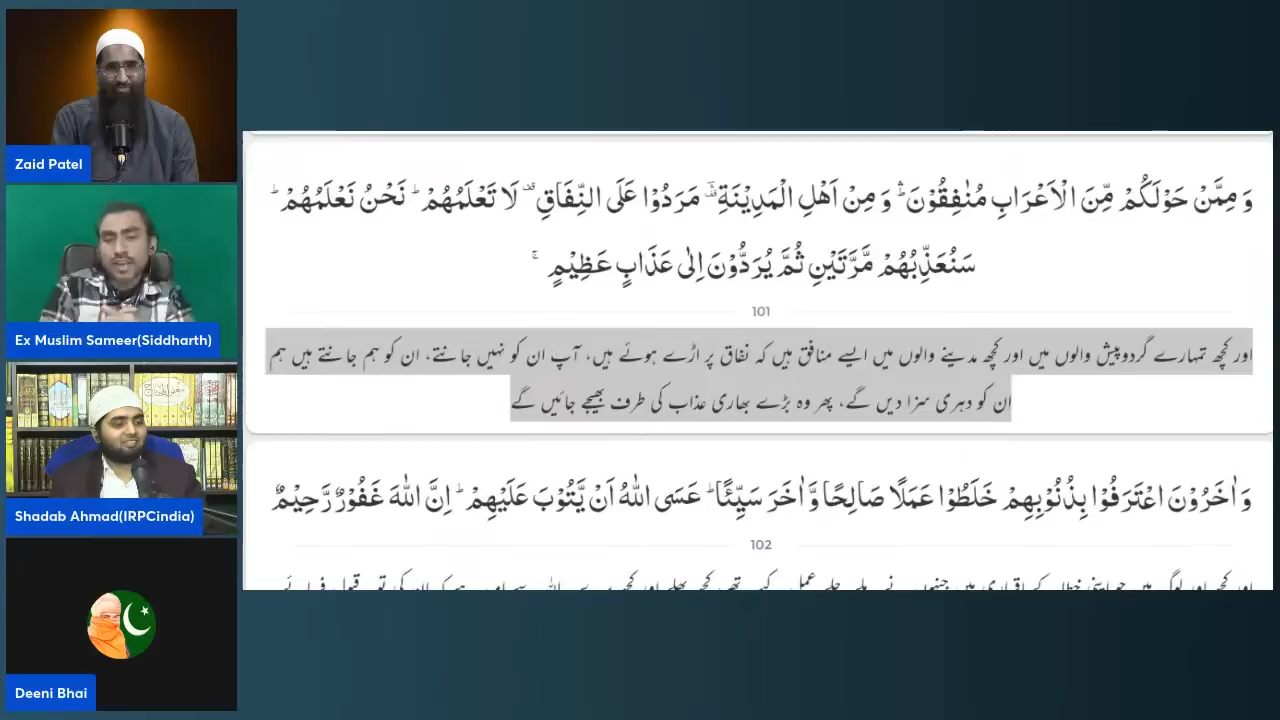 Zaid Patel
Ex Muslim Sameer(Siddharth)
Shadab Ahmad(IRPCindia)
Deeni Bhai
وَ مِمَّنْ حَوْلَكُمْ مِّنَ الْاَعْرَابِ مُنٰفِقُوْنَ ۛؕ وَ مِنْ اَهْلِ الْمَدِیْنَةِ ۛؔ۫ مَرَدُوْا عَلَى النِّفَاقِ ۫ لَا تَعْلَمُهُمْ ؕ نَحْنُ نَعْلَمُهُمْ ؕ
سَنُعَذِّبُهُمْ مَّرَّتَیْنِ ثُمَّ یُرَدُّوْنَ اِلٰى عَذَابٍ عَظِیْمٍ ۚ
101
اور کچھ تمہارے گردوپیش والوں میں اور کچھ مدینے والوں میں ایسے منافق ہیں کہ نفاق پر اڑے ہوئے ہیں، آپ ان کو نہیں جانتے، ان کو ہم جانتے ہیں ہم
ان کو دہری سزا دیں گے، پھر وہ بڑے بھاری عذاب کی طرف بھیجے جائیں گے
وَ اٰخَرُوْنَ اعْتَرَفُوْا بِذُنُوْبِهِمْ خَلَطُوْا عَمَلًا صَالِحًا وَّ اٰخَرَ سَیِّئًا ؕ عَسَى اللّٰهُ اَنْ یَّتُوْبَ عَلَیْهِمْ ؕ اِنَّ اللّٰهَ غَفُوْرٌ رَّحِیْمٌ
102